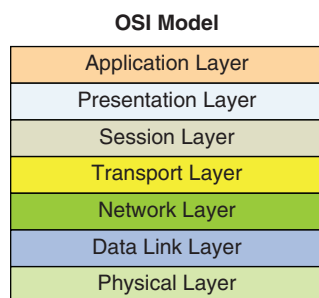 OSI Model
Application Layer
Presentation Layer
Session Layer
Transport Layer
Network Layer
Data Link Layer
Physical Layer